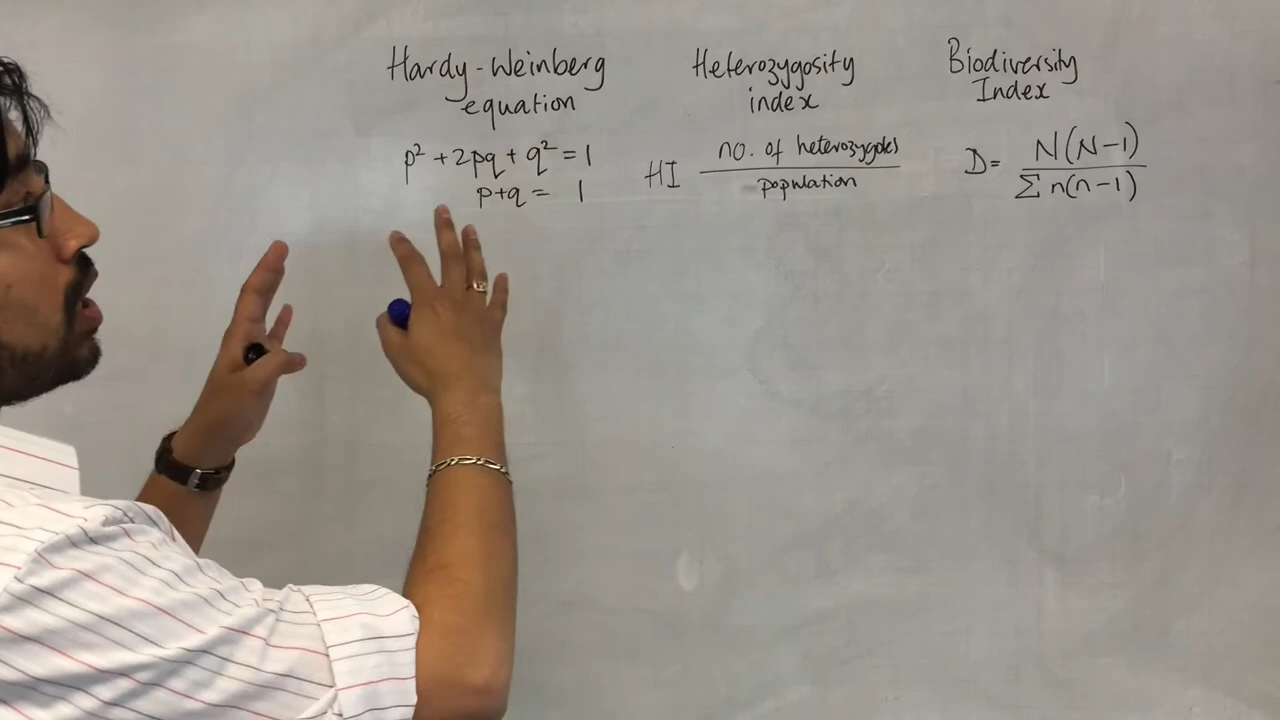 Hardy-Weinberg
equation
p² + 2pq + q² = 1
p+q = 1
Heterozygosity
index
HI no. of heterozygotes
population
Biodiversity
Index
D= N(N-1)
Σ n(n-1)